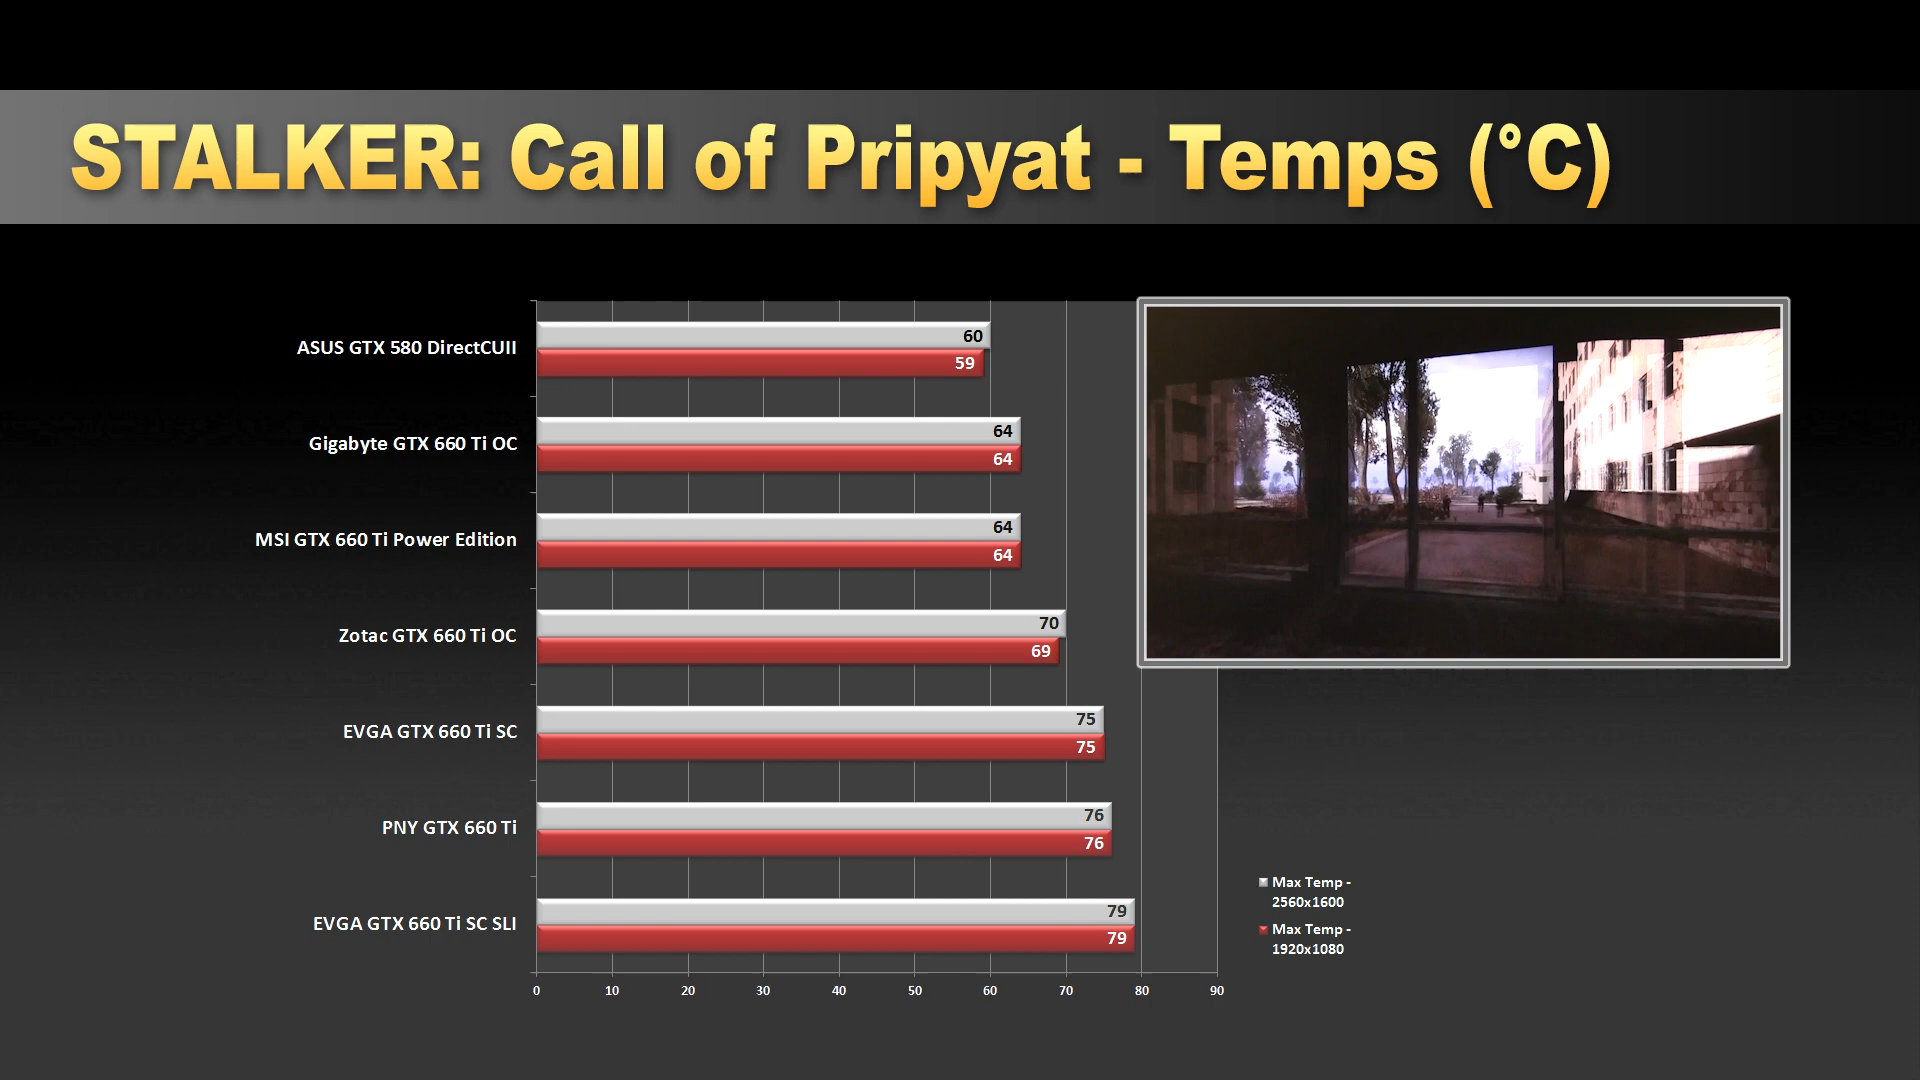 STALKER: Call of Pripyat - Temps (°C)
ASUS GTX 580 DirectCUII
60
59
Gigabyte GTX 660 Ti OC
64
64
MSI GTX 660 Ti Power Edition
64
64
Zotac GTX 660 Ti OC
70
69
EVGA GTX 660 Ti SC
75
75
PNY GTX 660 Ti
76
76
EVGA GTX 660 Ti SC SLI
79
79
0 10 20 30 40 50 60 70 80 90
Max Temp -
2560x1600
Max Temp -
1920x1080